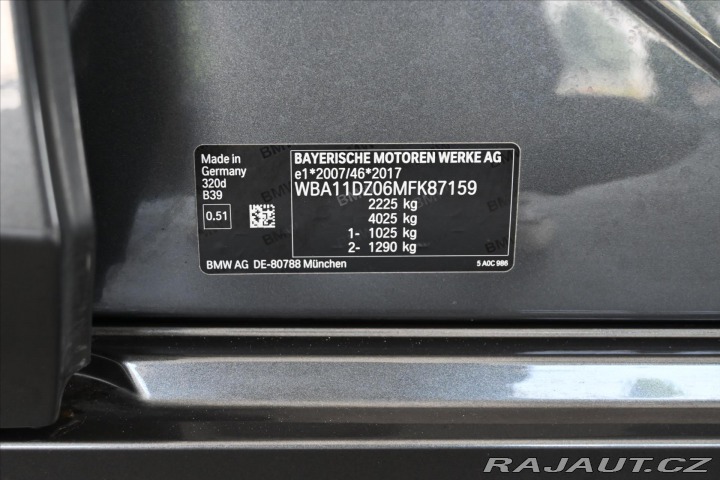 Made in
Germany
320d
B39
0.51
BAYERISCHE MOTOREN WERKE AG
e1*2007/46*2017
WBA11DZ06MFK87159
2225 kg
4025 kg
1- 1025 kg
2- 1290 kg
BMW AG DE-80788 München
5 A0C 986
RAJAUT.CZ